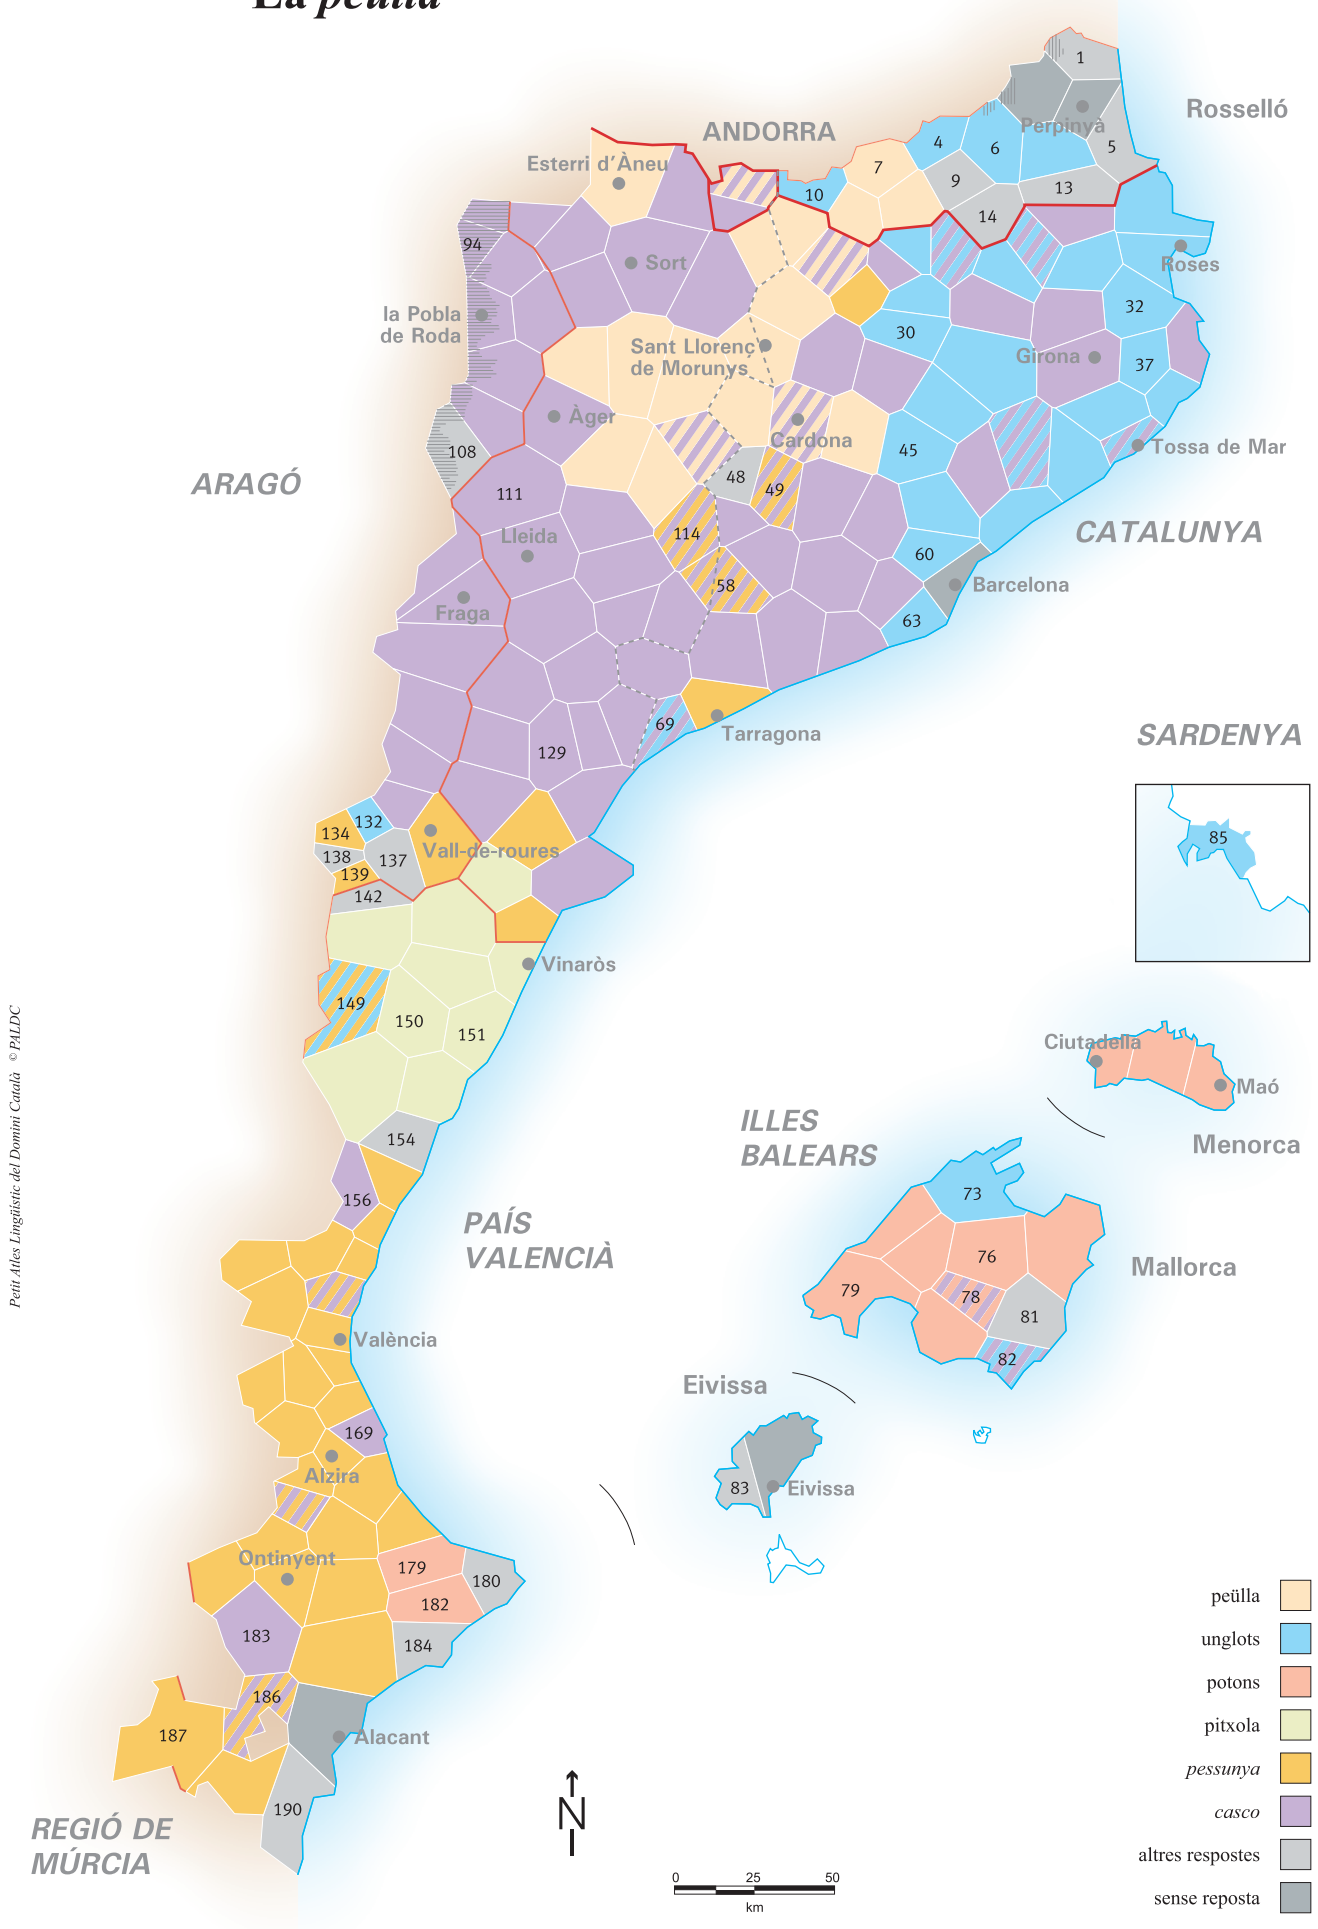 La peülla
1
Rosselló
ANDORRA
Perpinyà
4
6
5
Esterri d'Àneu
7
9
13
10
14
94
Sort
Roses
la Pobla
de Roda
32
30
Sant Llorenç
de Morunys
Girona
37
Àger
Cardona
45
Tossa de Mar
108
48
ARAGÓ
111
49
114
CATALUNYA
Lleida
60
58
Barcelona
Fraga
63
69
Tarragona
SARDENYA
129
132
134
85
138
137
Vall-de-roures
139
142
Vinaròs
149
150
151
Ciutadella
Maó
ILLES
BALEARS
154
Menorca
73
156
PAÍS
VALENCIÀ
76
Mallorca
79
78
81
València
82
Eivissa
169
Alzira
83
Eivissa
Ontinyent
179
180
182
183
184
186
187
Alacant
190
REGIÓ DE
MÚRCIA
N
0 25 50
km
peülla
unglots
potons
pitxola
pessunya
casco
altres respostes
sense reposta
Petit Atles Lingüístic del Domini Català © PALDC